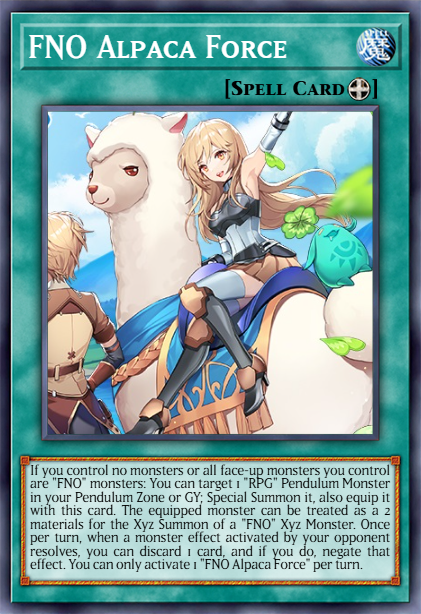 FNO Alpaca Force
魔
[Spell Card]
If you control no monsters or all face-up monsters you control
are "FNO" monsters: You can target 1 "RPG" Pendulum Monster
in your Pendulum Zone or GY; Special Summon it, also equip it
with this card. The equipped monster can be treated as a 2
materials for the Xyz Summon of a "FNO" Xyz Monster. Once
per turn, when a monster effect activated by your opponent
resolves, you can discard 1 card, and if you do, negate that
effect. You can only activate 1 "FNO Alpaca Force" per turn.